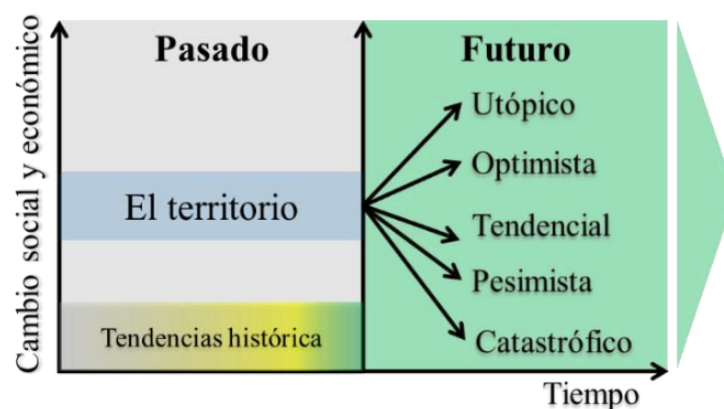 Cambio social y económico
Pasado
El territorio
Tendencias histórica
Futuro
Utópico
Optimista
Tendencial
Pesimista
Catastrófico
Tiempo